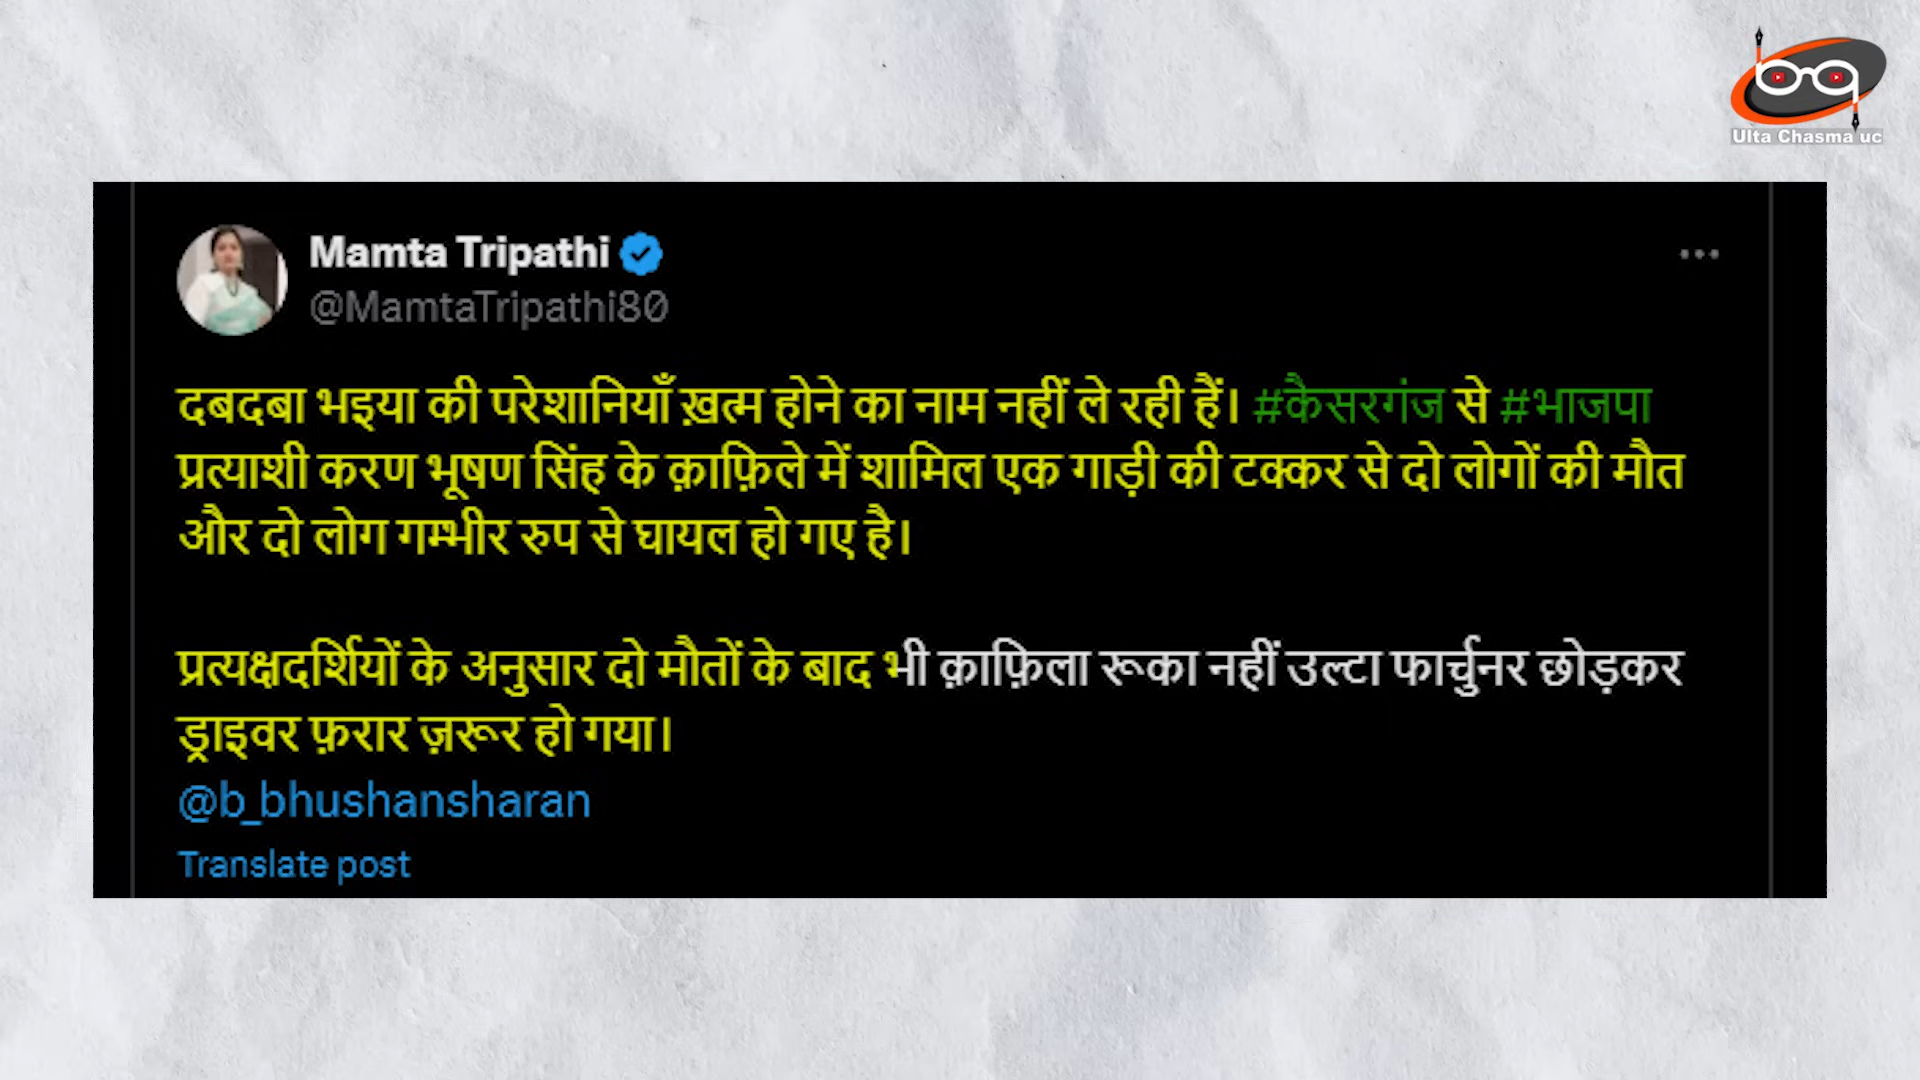 Ulta Chasma uc
Mamta Tripathi
@MamtaTripathi80
दबदबा भइया की परेशानियाँ ख़त्म होने का नाम नहीं ले रही हैं। #कैसरगंज से #भाजपा
प्रत्याशी करण भूषण सिंह के क़ाफ़िले में शामिल एक गाड़ी की टक्कर से दो लोगों की मौत
और दो लोग गम्भीर रुप से घायल हो गए है।
प्रत्यक्षदर्शियों के अनुसार दो मौतों के बाद भी क़ाफ़िला रूका नहीं उल्टा फार्चुनर छोड़कर
ड्राइवर फ़रार ज़रूर हो गया।
@b_bhushansharan
Translate post